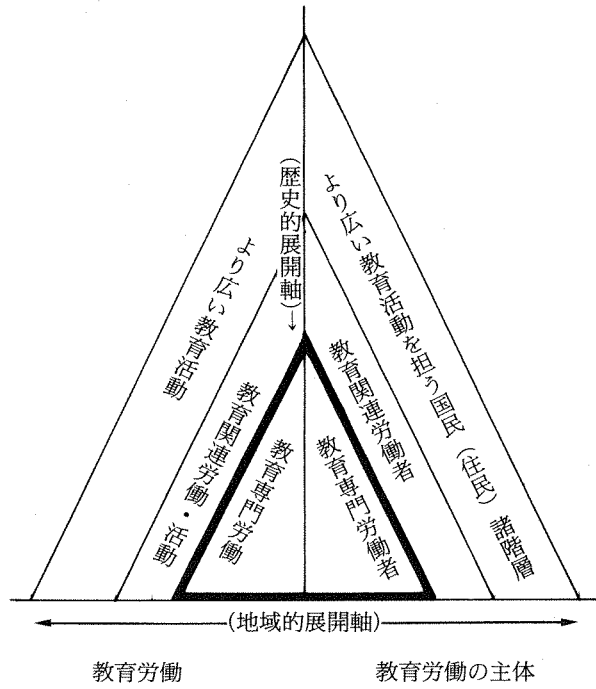 (歴史的展開軸)→
より広い教育活動
教育関連労働・活動
教育専門労働
教育専門労働者
教育関連労働者
より広い教育活動を担う国民(住民)諸階層
(地域的展開軸)
教育労働
教育労働の主体